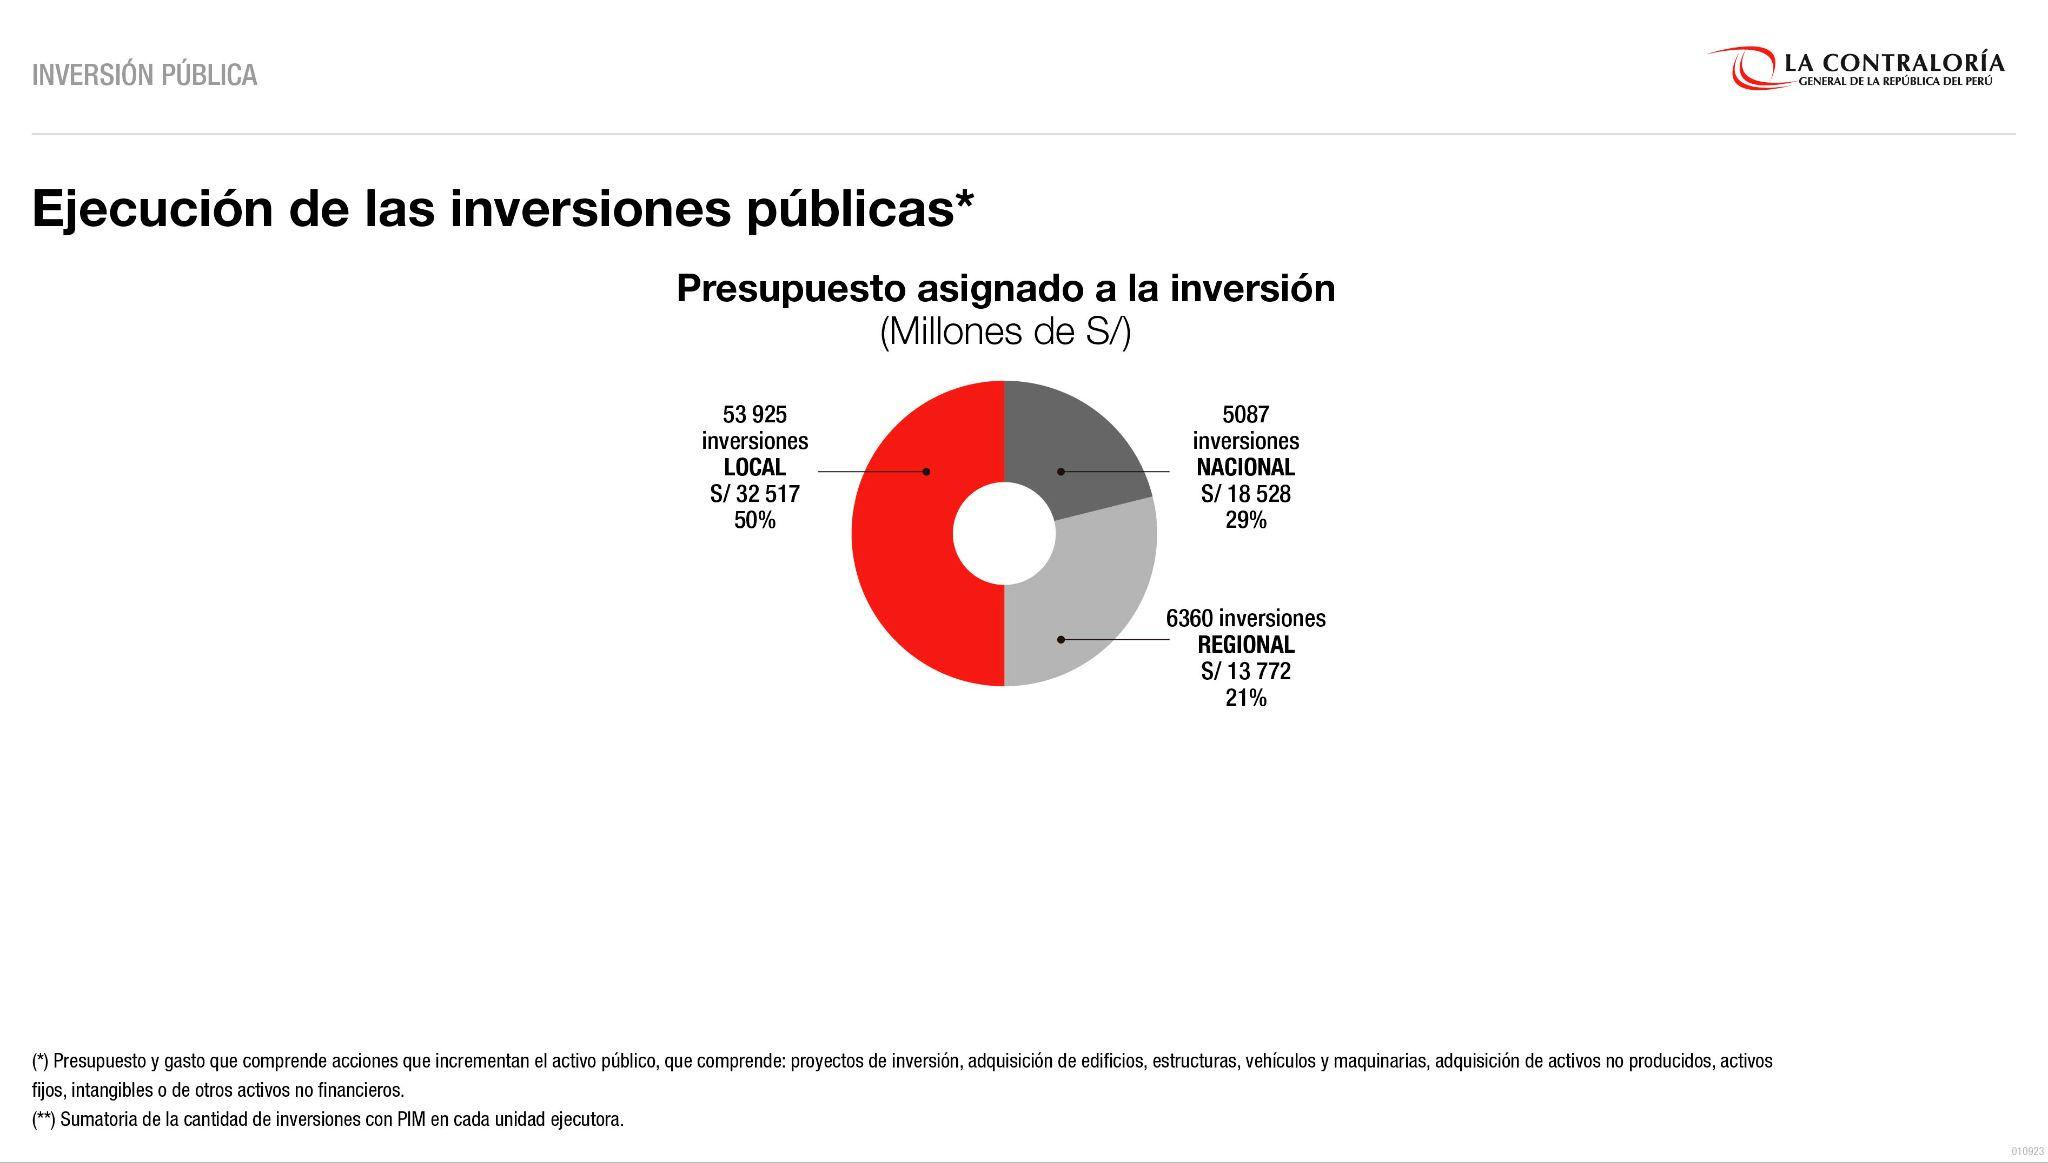 INVERSIÓN PÚBLICA
LA CONTRALORÍA
GENERAL DE LA REPÚBLICA DEL PERÚ
Ejecución de las inversiones públicas*
Presupuesto asignado a la inversión
(Millones de S/)
53 925
inversiones
LOCAL
S/ 32 517
50%
5087
inversiones
NACIONAL
S/ 18 528
29%
6360 inversiones
REGIONAL
S/ 13 772
21%
(*) Presupuesto y gasto que comprende acciones que incrementan el activo público, que comprende: proyectos de inversión, adquisición de edificios, estructuras, vehículos y maquinarias, adquisición de activos no producidos, activos
fijos, intangibles o de otros activos no financieros.
(**) Sumatoria de la cantidad de inversiones con PIM en cada unidad ejecutora.
010923